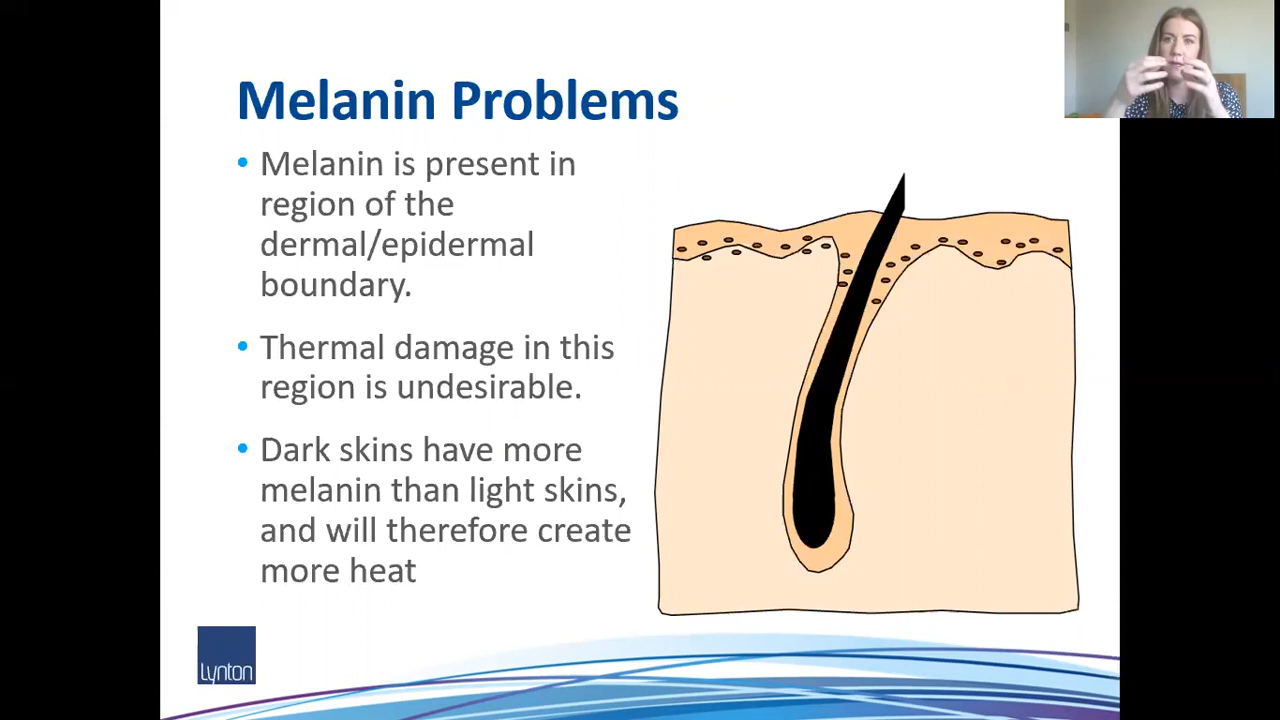 Melanin Problems
• Melanin is present in
region of the
dermal/epidermal
boundary.
• Thermal damage in this
region is undesirable.
• Dark skins have more
melanin than light skins,
and will therefore create
more heat
Lynton